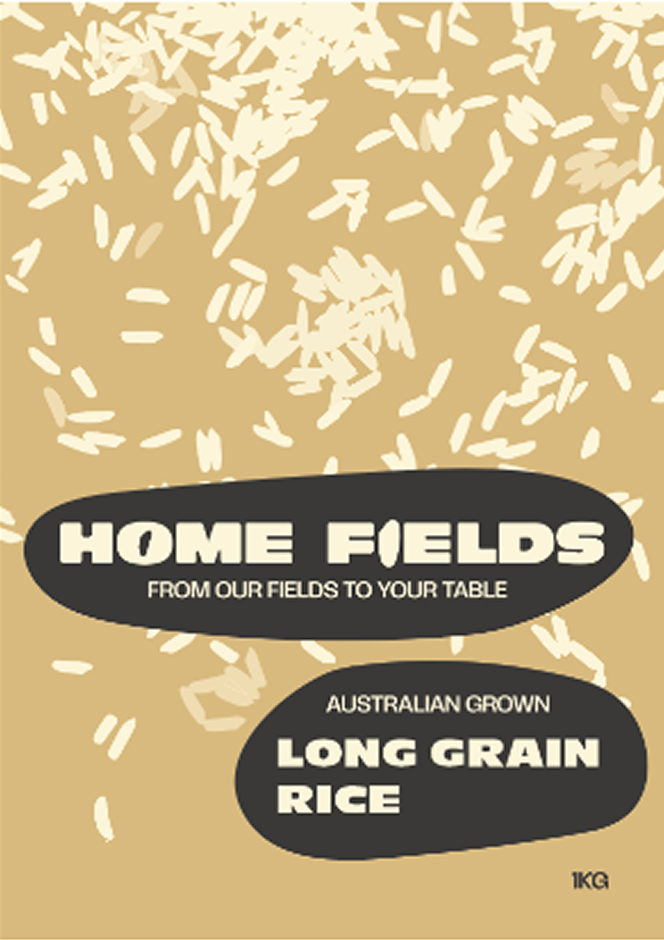 HOME FIELDS
FROM OUR FIELDS TO YOUR TABLE
AUSTRALIAN GROWN
LONG GRAIN
RICE
1KG